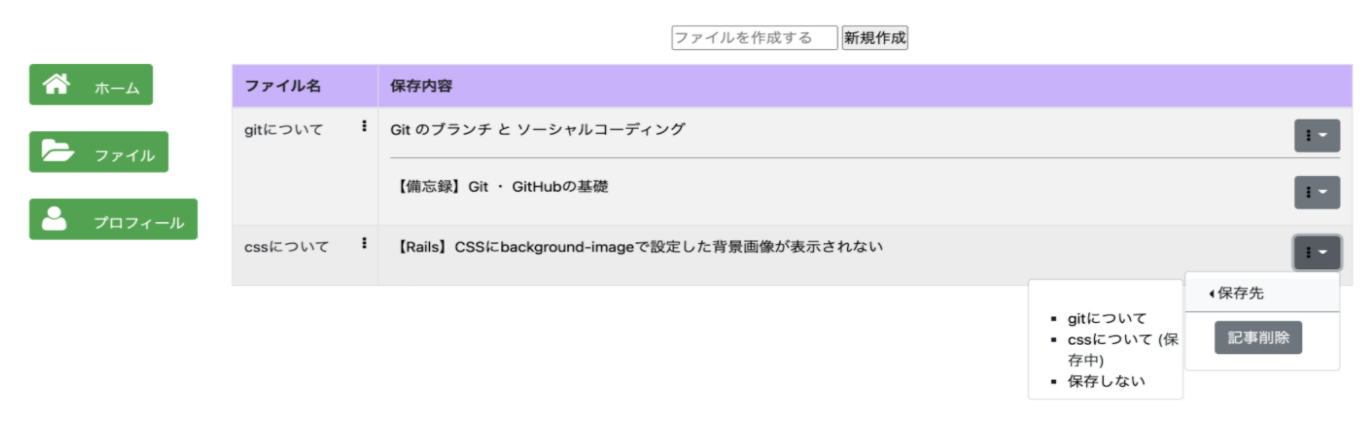 ファイルを作成する 新規作成
ホーム
ファイル
プロフィール
ファイル名 保存内容
gitについて Git のブランチ と ソーシャルコーディング
【備忘録】Git ・ GitHubの基礎
cssについて 【Rails】CSSにbackground-imageで設定した背景画像が表示されない
保存先
記事削除
gitについて
cssについて (保
存中)
保存しない